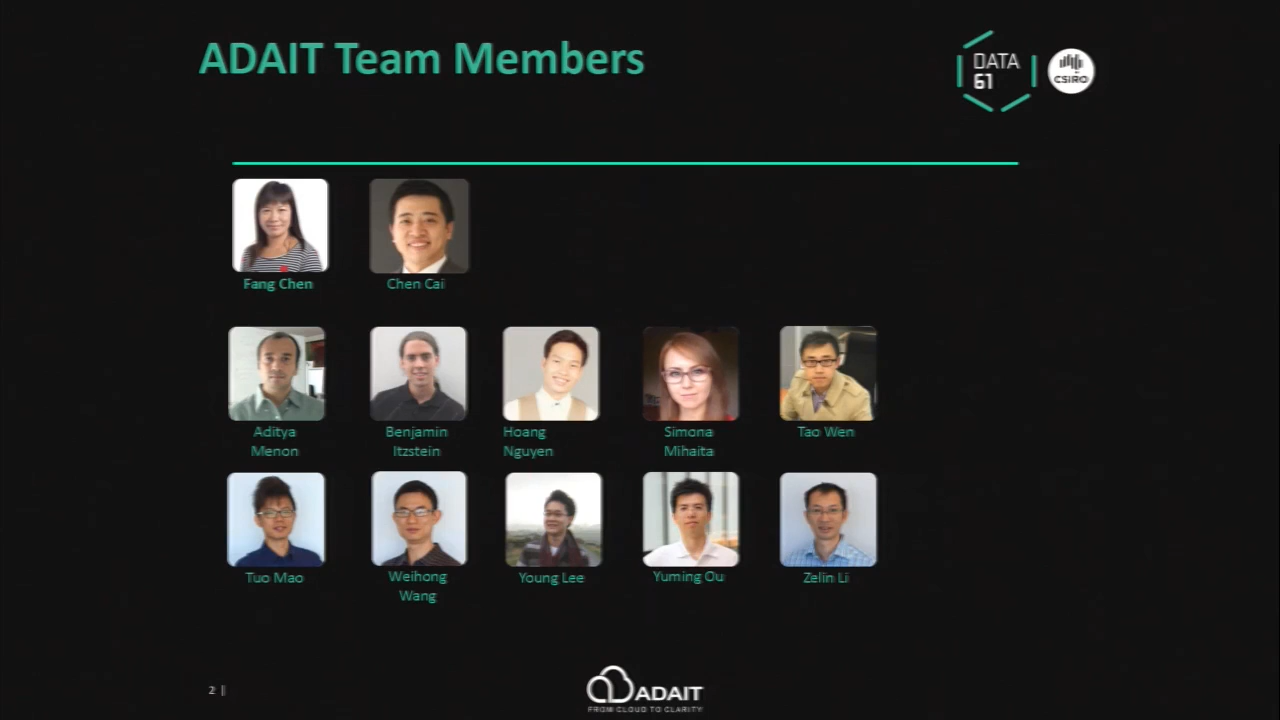 ADAIT Team Members
DATA
61
CSIRO
Fang Chen
Chen Cai
Aditya
Menon
Benjamin
Itzstein
Hoang
Nguyen
Simona
Mihaita
Tao Wen
Tuo Mao
Weihong
Wang
Young Lee
Yuming Ou
Zelin Li
2 |
ADAIT
FROM CLOUD TO CLARITY